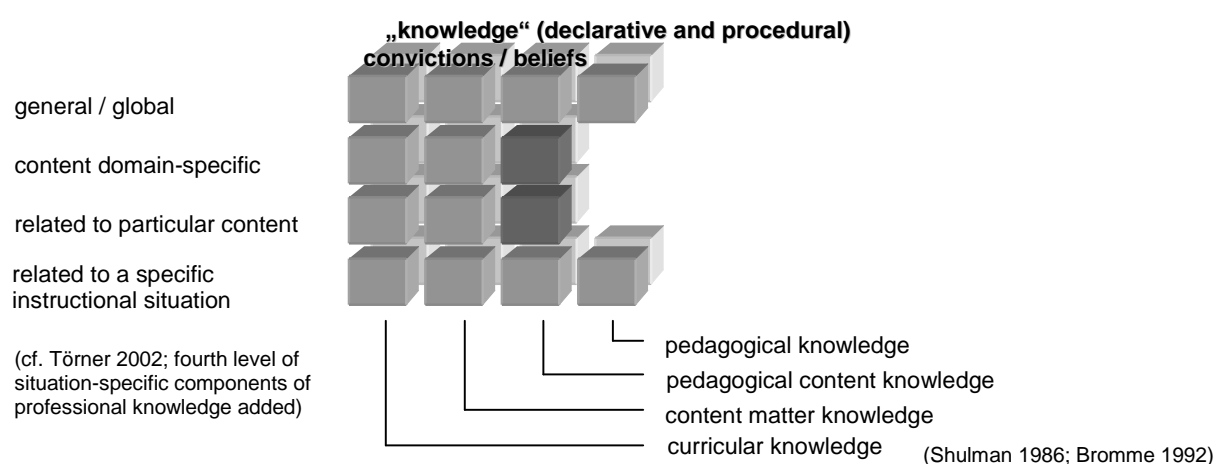 „knowledge“ (declarative and procedural)
convictions / beliefs
general / global
content domain-specific
related to particular content
related to a specific
instructional situation
(cf. Törner 2002; fourth level of
situation-specific components of
professional knowledge added)
pedagogical knowledge
pedagogical content knowledge
content matter knowledge
curricular knowledge
(Shulman 1986; Bromme 1992)